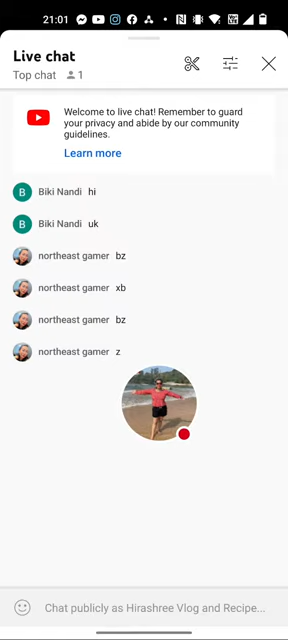 21:01
Live chat
Top chat 1
Welcome to live chat! Remember to guard
your privacy and abide by our community
guidelines.
Learn more
B Biki Nandi hi
B Biki Nandi uk
northeast gamer bz
northeast gamer xb
northeast gamer bz
northeast gamer z
Chat publicly as Hirashree Vlog and Recipe...